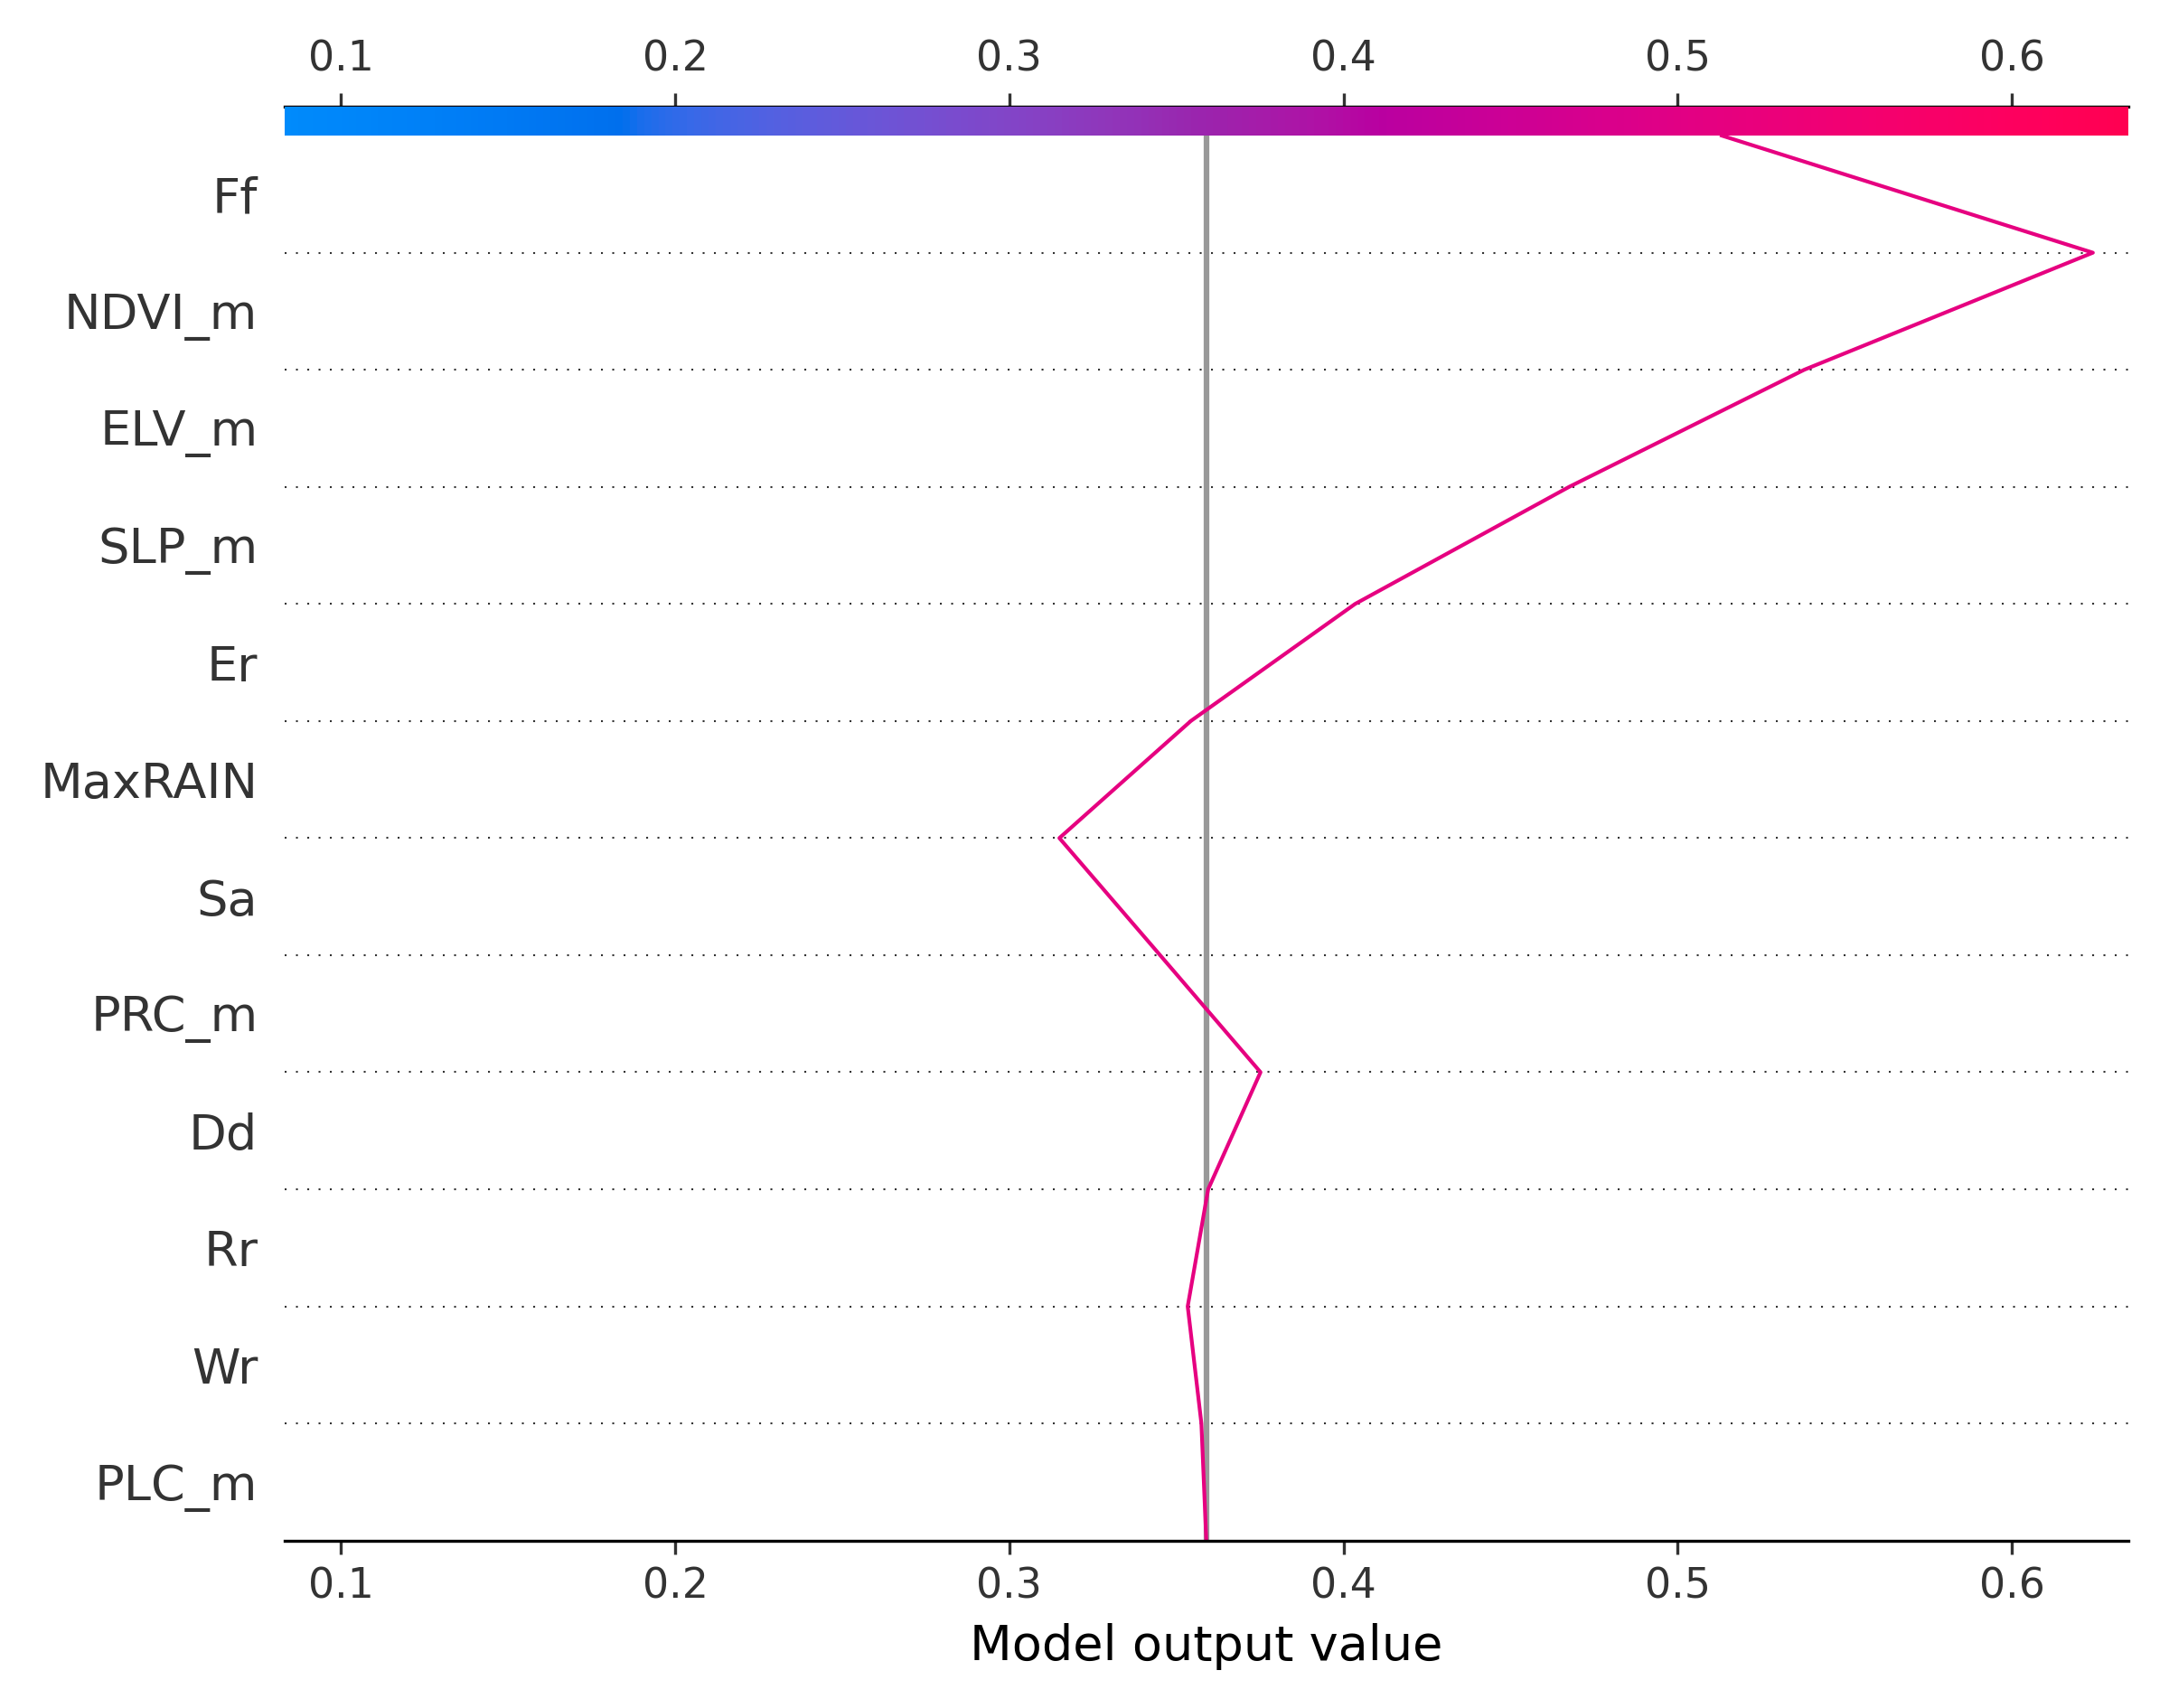 0.1 0.2 0.3 0.4 0.5 0.6
Ff
NDVI_m
ELV_m
SLP_m
Er
MaxRAIN
Sa
PRC_m
Dd
Rr
Wr
PLC_m
0.1 0.2 0.3 0.4 0.5 0.6
Model output value